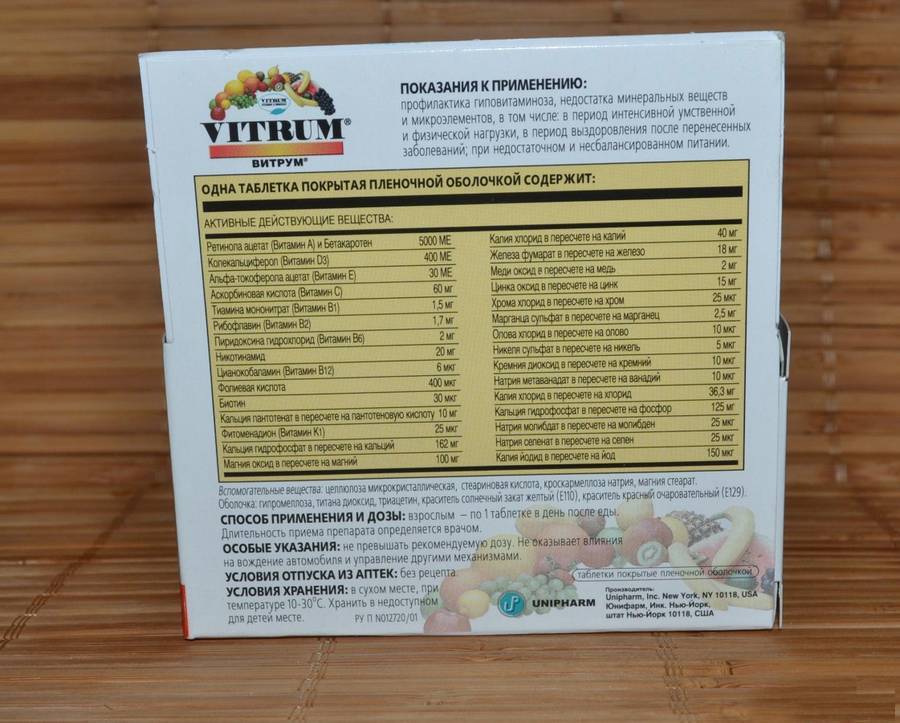 VITRUM
VITRUM®
ВИТРУМ®
ПОКАЗАНИЯ К ПРИМЕНЕНИЮ:
профилактика гиповитаминоза, недостатка минеральных веществ
и микроэлементов, в том числе: в период интенсивной умственной
и физической нагрузки, в период выздоровления после перенесенных
заболеваний; при недостаточном и несбалансированном питании.
ОДНА ТАБЛЕТКА ПОКРЫТАЯ ПЛЕНОЧНОЙ ОБОЛОЧКОЙ СОДЕРЖИТ:
АКТИВНЫЕ ДЕЙСТВУЮЩИЕ ВЕЩЕСТВА:
Ретинола ацетат (Витамин А) и Бетакаротен 5000 МЕ
Колекальциферол (Витамин D3) 400 МЕ
Альфа-токоферола ацетат (Витамин Е) 30 МЕ
Аскорбиновая кислота (Витамин С) 60 мг
Тиамина мононитрат (Витамин В1) 1,5 мг
Рибофлавин (Витамин В2) 1,7 мг
Пиридоксина гидрохлорид (Витамин В6) 2 мг
Никотинамид 20 мг
Цианокобаламин (Витамин В12) 6 мкг
Фолиевая кислота 400 мкг
Биотин 30 мкг
Кальция пантотенат в пересчете на пантотеновую кислоту 10 мг
Фитоменадион (Витамин К1) 25 мкг
Кальция гидрофосфат в пересчете на кальций 162 мг
Магния оксид в пересчете на магний 100 мг
Калия хлорид в пересчете на калий 40 мг
Железа фумарат в пересчете на железо 18 мг
Меди оксид в пересчете на медь 2 мг
Цинка оксид в пересчете на цинк 15 мг
Хрома хлорид в пересчете на хром 25 мкг
Марганца сульфат в пересчете на марганец 2,5 мг
Олова хлорид в пересчете на олово 10 мкг
Никеля сульфат в пересчете на никель 5 мкг
Кремния диоксид в пересчете на кремний 10 мкг
Натрия метаванадат в пересчете на ванадий 10 мкг
Калия хлорид в пересчете на хлорид 36,3 мг
Кальция гидрофосфат в пересчете на фосфор 125 мг
Натрия молибдат в пересчете на молибден 25 мкг
Натрия селенат в пересчете на селен 25 мкг
Калия йодид в пересчете на йод 150 мкг
Вспомогательные вещества: целлюлоза микрокристаллическая, стеариновая кислота, кроскармеллоза натрия, магния стеарат.
Оболочка: гипромеллоза, титана диоксид, триацетин, краситель солнечный закат желтый (Е110), краситель красный очаровательный (Е129).
СПОСОБ ПРИМЕНЕНИЯ И ДОЗЫ: взрослым – по 1 таблетке в день после еды.
Длительность приема препарата определяется врачом.
ОСОБЫЕ УКАЗАНИЯ: не превышать рекомендуемую дозу. Не оказывает влияния
на вождение автомобиля и управление другими механизмами.
УСЛОВИЯ ОТПУСКА ИЗ АПТЕК: без рецепта.
УСЛОВИЯ ХРАНЕНИЯ: в сухом месте, при
температуре 10-30°С. Хранить в недоступном
для детей месте.
РУ П N012720/01
таблетки покрытые пленочной оболочкой
UNIPHARM
Производитель:
Unipharm, Inc. New York, NY 10118, USA
Юнифарм, Инк. Нью-Йорк,
штат Нью-Йорк 10118, США